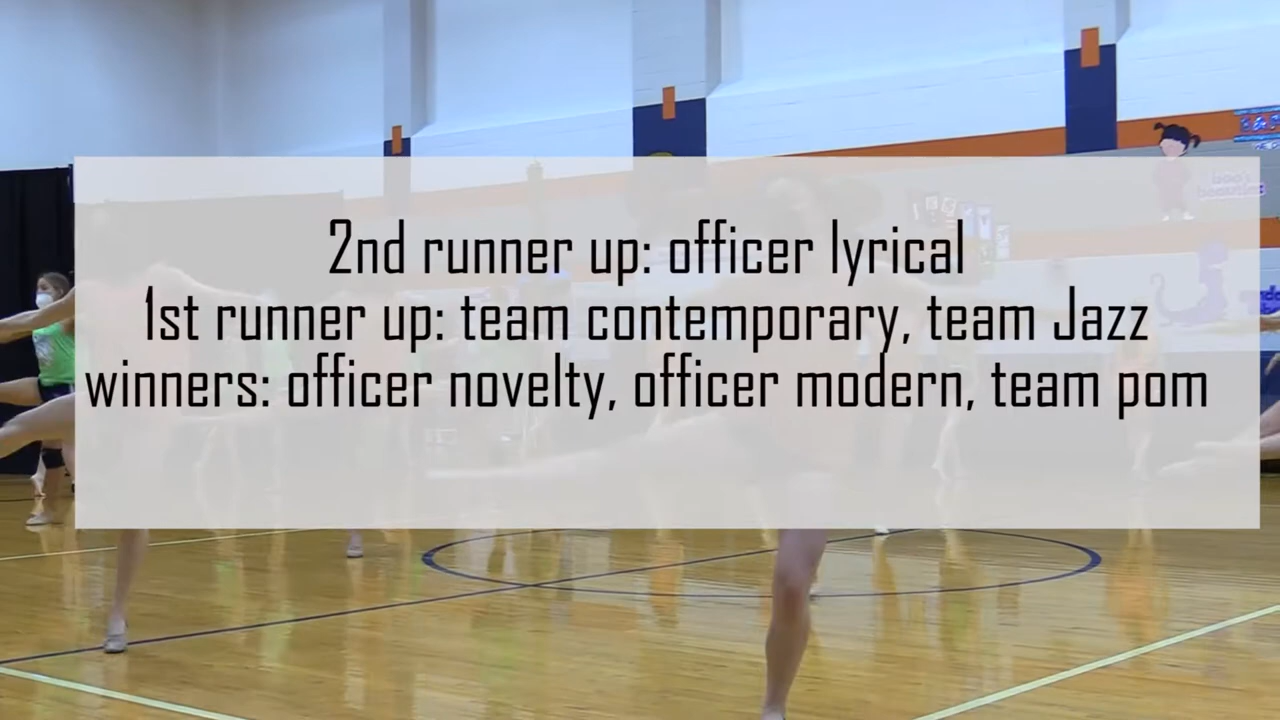 2nd runner up: officer lyrical
1st runner up: team contemporary, team Jazz
winners: officer novelty, officer modern, team pom